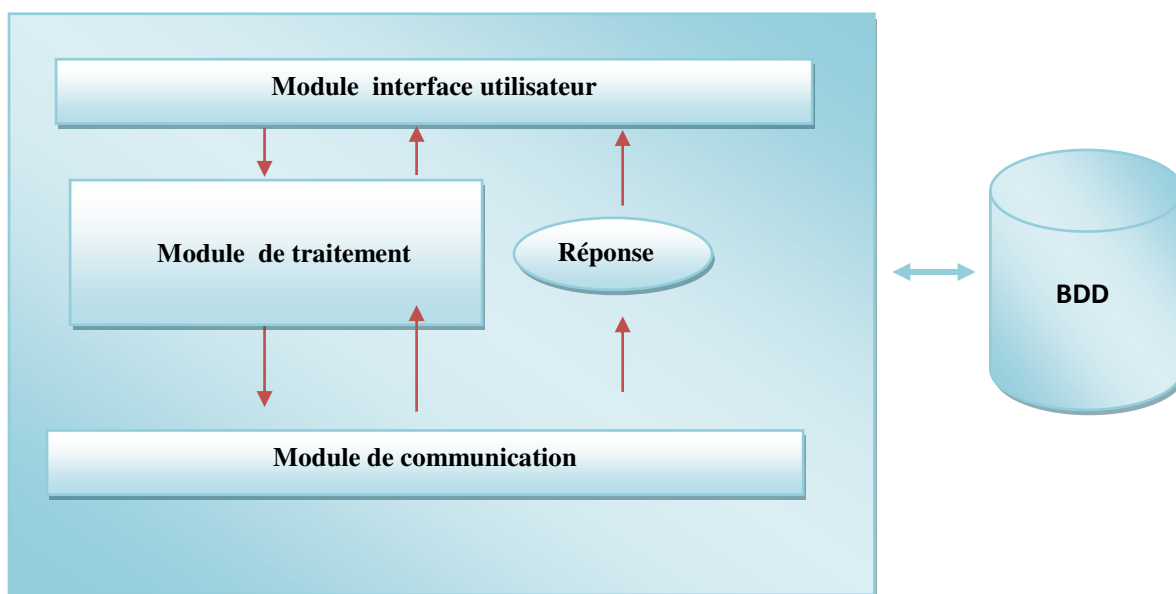 Module interface utilisateur
Module de traitement
Réponse
BDD
Module de communication